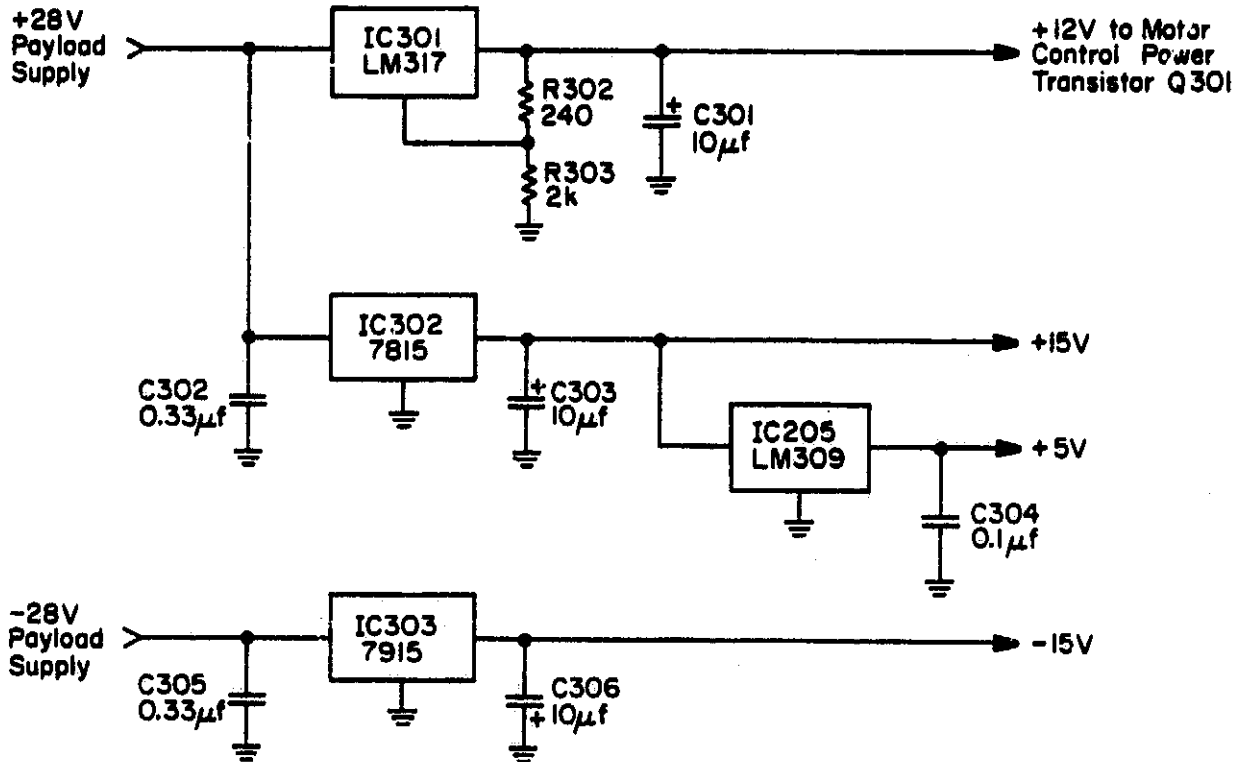 +28V
Payload
Supply
IC301
LM317
R302
240
R303
2k
C301
10μf
+
+12V to Motor
Control Power
Transistor Q301
IC302
7815
C302
0.33μf
+
C303
10μf
+15V
IC205
LM309
+5V
C304
0.1μf
-28V
Payload
Supply
IC303
7915
C305
0.33μf
C306
10μf
+
-15V